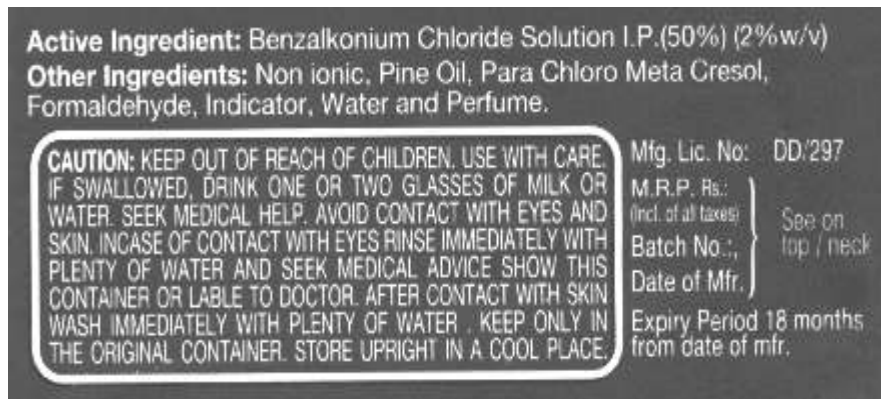 Active Ingredient: Benzalkonium Chloride Solution I.P.(50%) (2%w/v)
Other Ingredients: Non ionic, Pine Oil, Para Chloro Meta Cresol,
Formaldehyde, Indicator, Water and Perfume.
CAUTION: KEEP OUT OF REACH OF CHILDREN. USE WITH CARE.
IF SWALLOWED, DRINK ONE OR TWO GLASSES OF MILK OR
WATER. SEEK MEDICAL HELP. AVOID CONTACT WITH EYES AND
SKIN. INCASE OF CONTACT WITH EYES RINSE IMMEDIATELY WITH
PLENTY OF WATER AND SEEK MEDICAL ADVICE SHOW THIS
CONTAINER OR LABLE TO DOCTOR. AFTER CONTACT WITH SKIN
WASH IMMEDIATELY WITH PLENTY OF WATER . KEEP ONLY IN
THE ORIGINAL CONTAINER. STORE UPRIGHT IN A COOL PLACE.
Mfg. Lic. No: DD/297
M.R.P. Rs.:
(Incl. of all taxes)
Batch No.:,
Date of Mfr.
See on
top / neck
Expiry Period 18 months
from date of mfr.